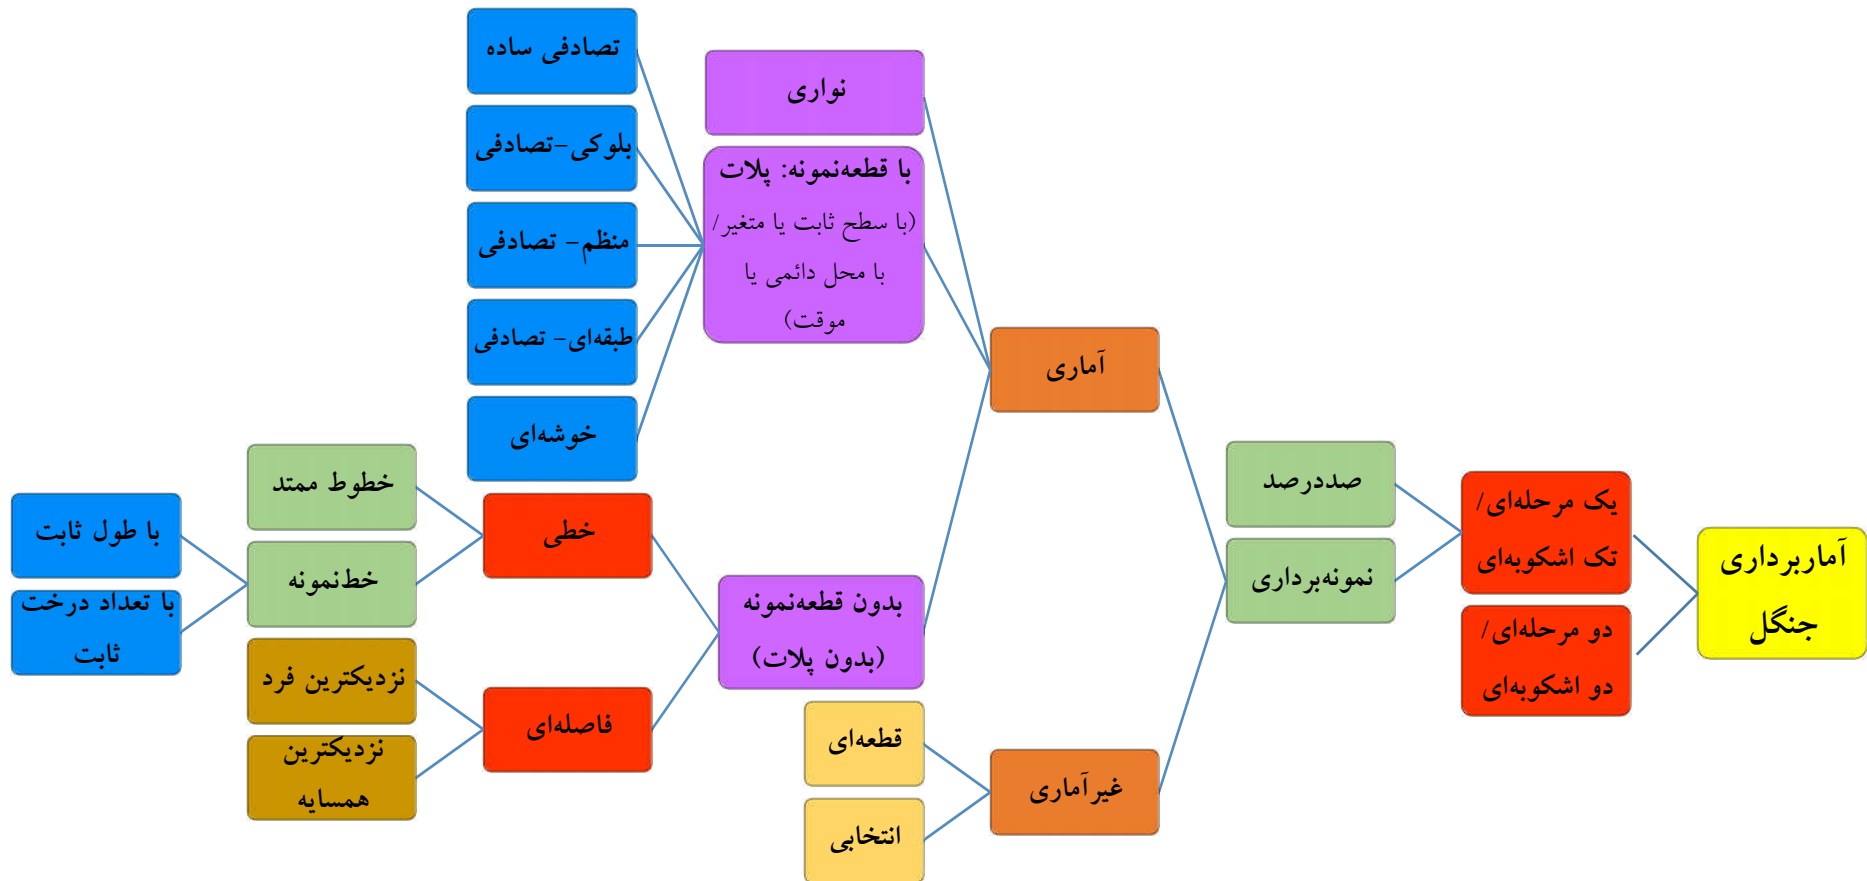 آماربرداری
جنگل
یک مرحله‌ای/
تک اشکوبه‌ای
دو مرحله‌ای/
دو اشکوبه‌ای
صددرصد
نمونه‌برداری
آماری
غیرآماری
نواری
با قطعه‌نمونه: پلات
(با سطح ثابت یا متغیر/
با محل دائمی یا
موقت)
بدون قطعه‌نمونه
(بدون پلات)
قطعه‌ای
انتخابی
تصادفی ساده
بلوکی-تصادفی
منظم- تصادفی
طبقه‌ای- تصادفی
خوشه‌ای
خطی
فاصله‌ای
خطوط ممتد
خط‌نمونه
نزدیکترین فرد
نزدیکترین
همسایه
با طول ثابت
با تعداد درخت
ثابت